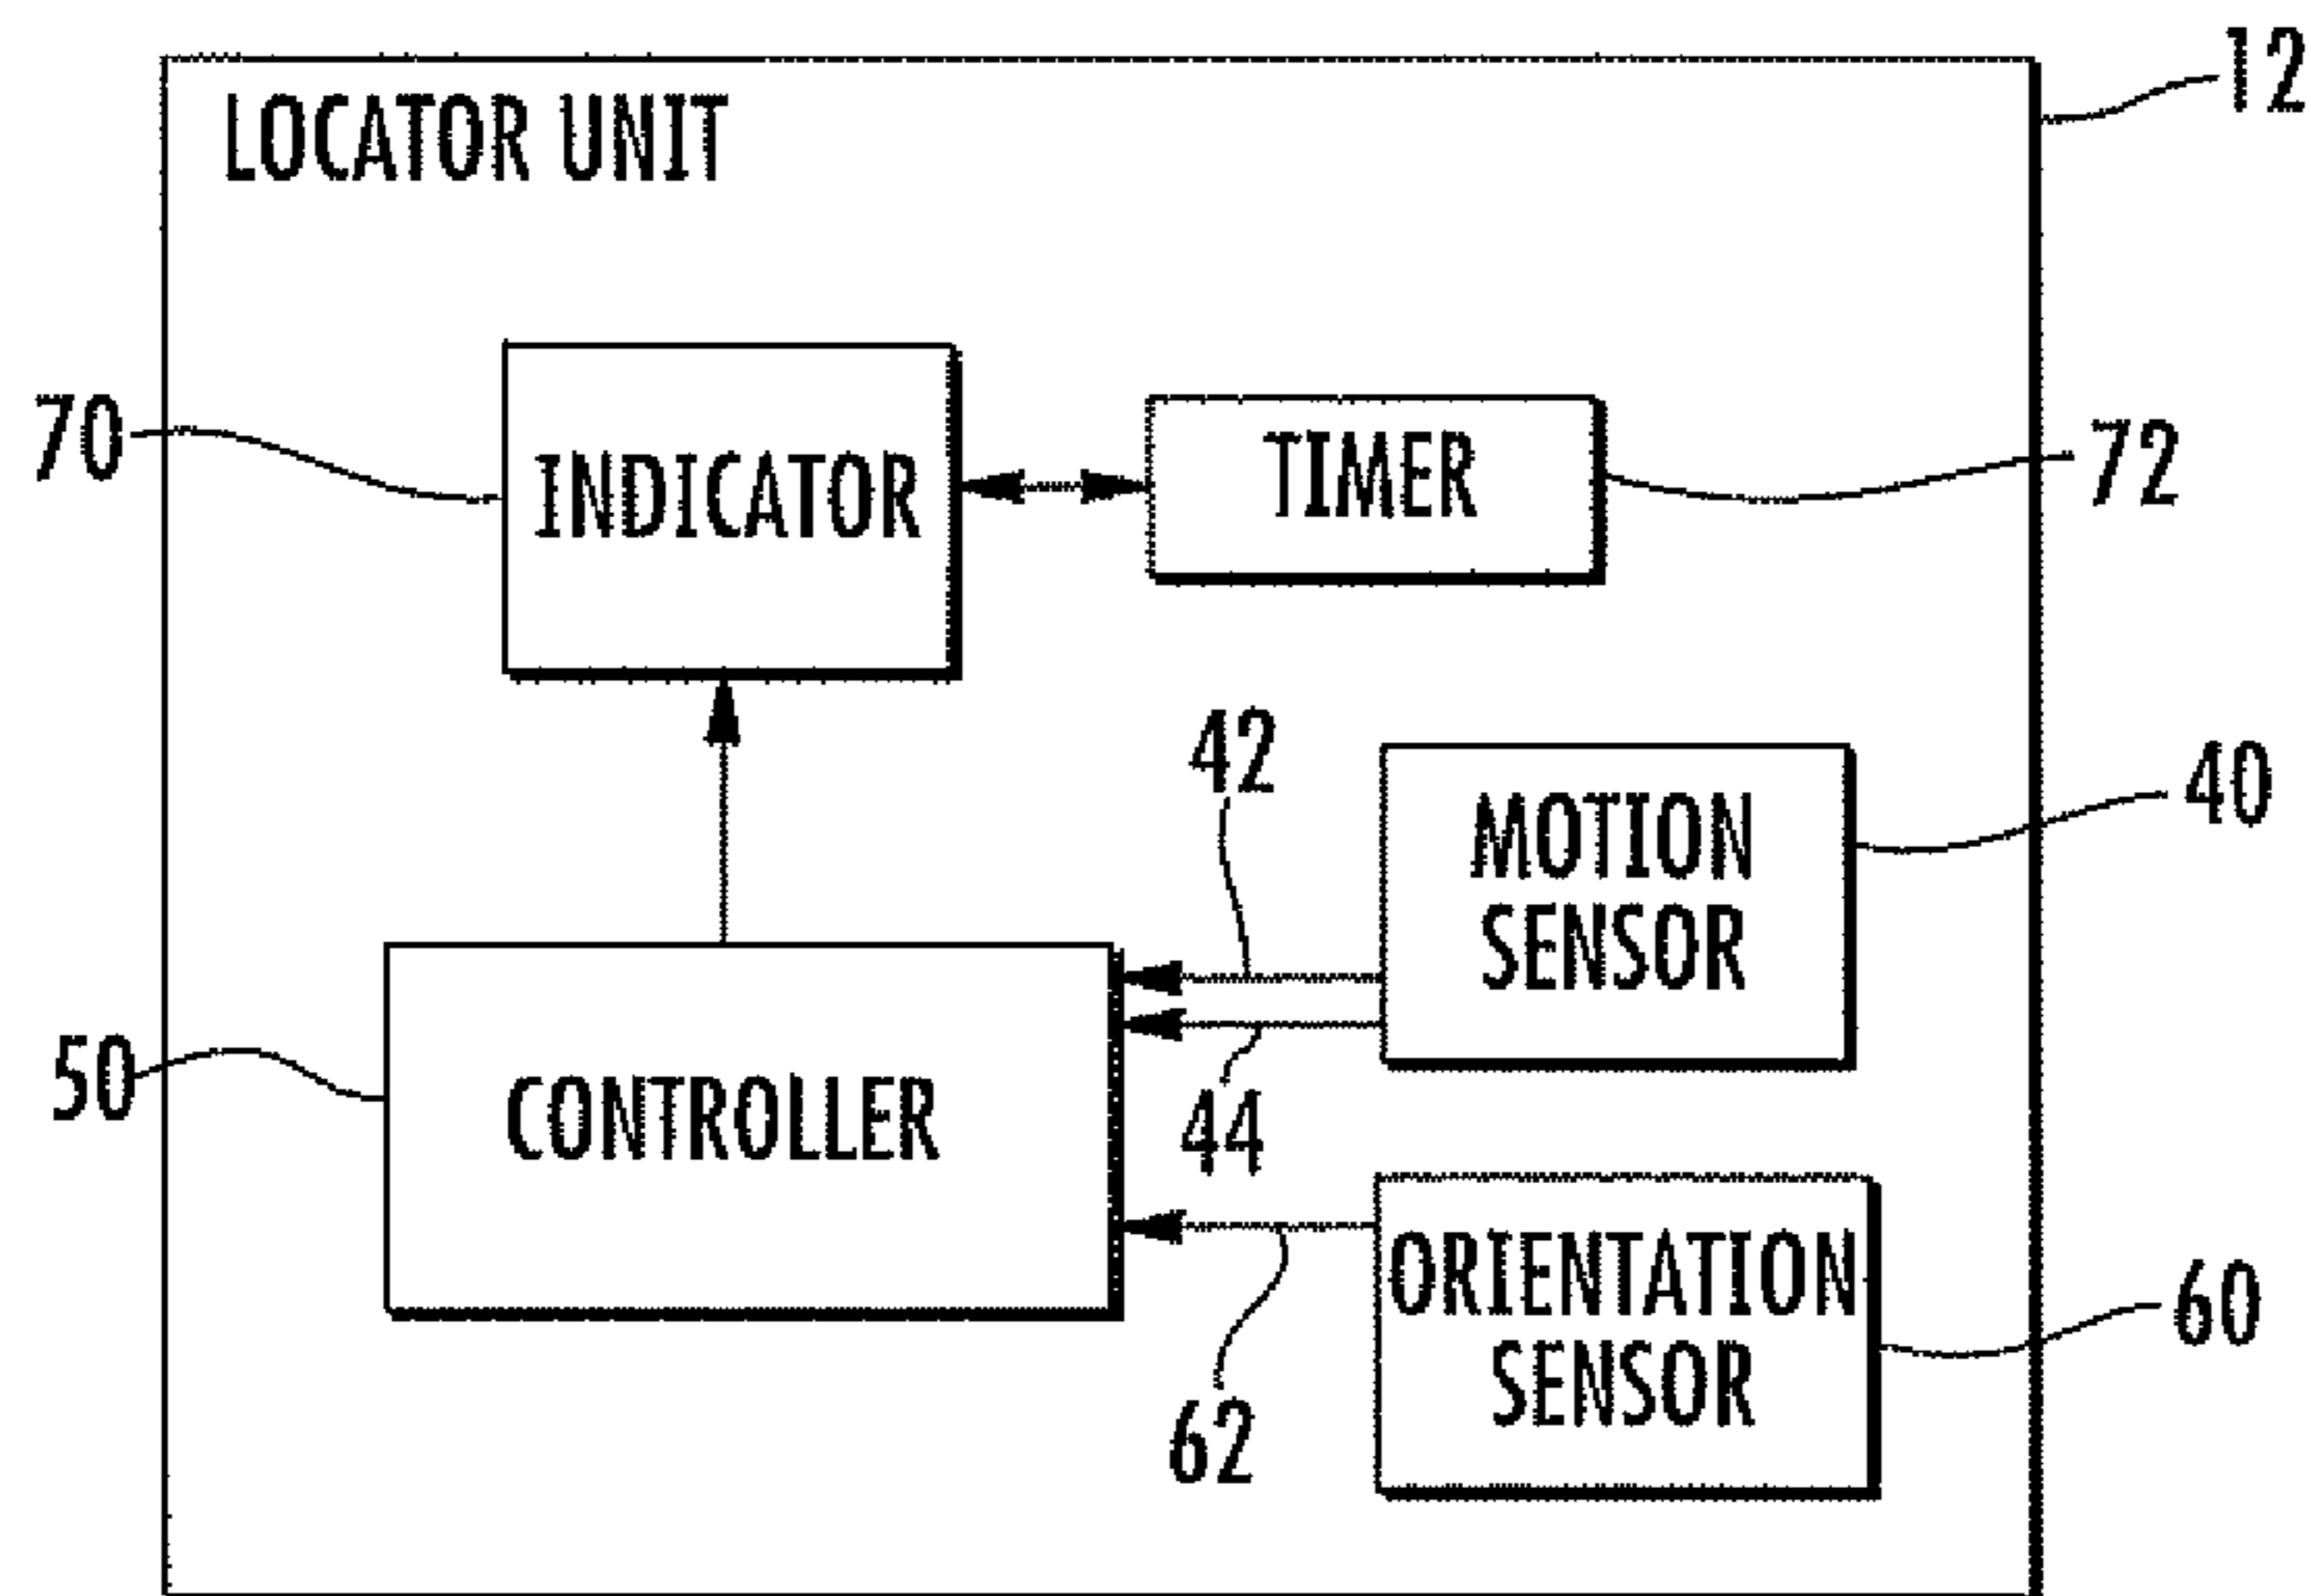 12
LOCATOR UNIT
70
INDICATOR
TIMER
72
42
MOTION
SENSOR
40
50
CONTROLLER
44
ORIENTATION
SENSOR
60
62